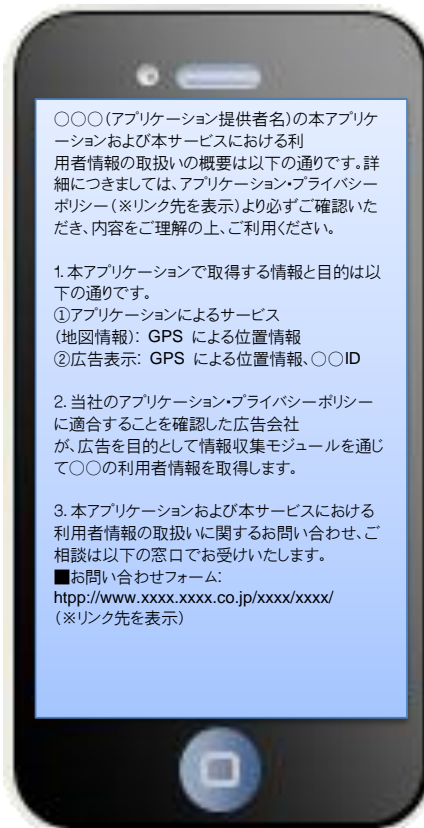 ○○○(アプリケーション提供者名)の本アプリケ
ーションおよび本サービスにおける利
用者情報の取扱いの概要は以下の通りです。詳
細につきましては、アプリケーション・プライバシー
ポリシー(※リンク先を表示)より必ずご確認いた
だき、内容をご理解の上、ご利用ください。
1. 本アプリケーションで取得する情報と目的は以
下の通りです。
①アプリケーションによるサービス
(地図情報): GPS による位置情報
②広告表示: GPS による位置情報、○○ID
2. 当社のアプリケーション・プライバシーポリシー
に適合することを確認した広告会社
が、広告を目的として情報収集モジュールを通じ
て○○の利用者情報を取得します。
3. 本アプリケーションおよび本サービスにおける
利用者情報の取扱いに関するお問い合わせ、ご
相談は以下の窓口でお受けいたします。
■お問い合わせフォーム:
htpp://www.xxxx.xxxx.co.jp/xxxx/xxxx/
(※リンク先を表示)